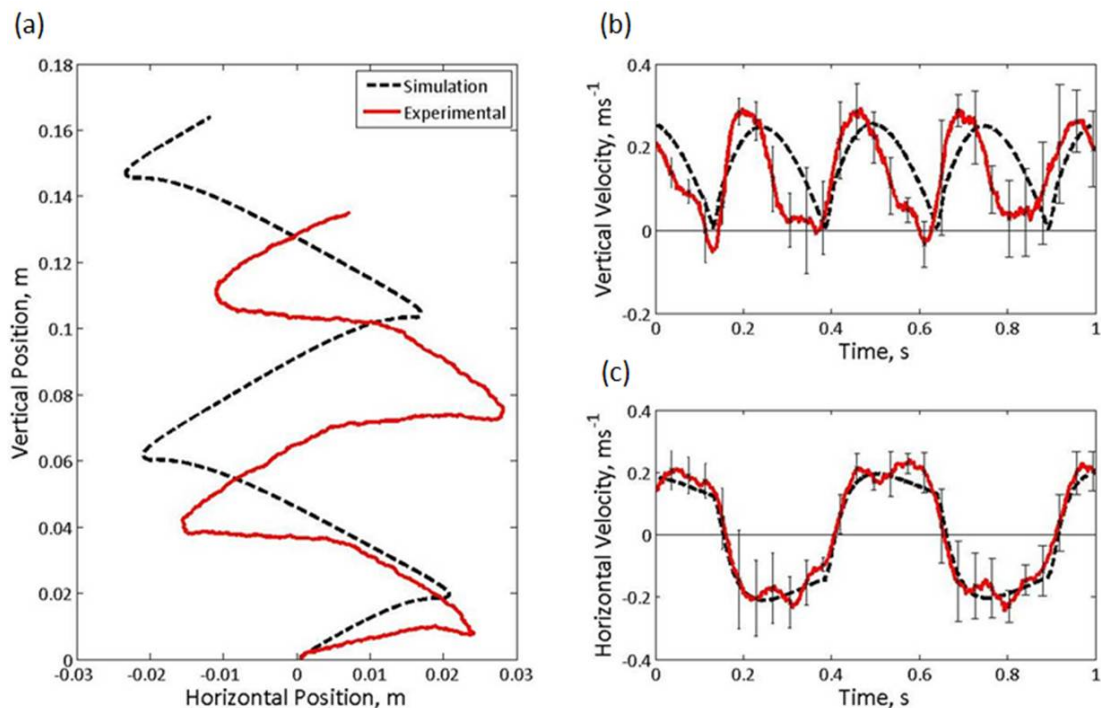 (a)
0.18
0.16
0.14
0.12
0.1
0.08
0.06
0.04
0.02
0
-0.03 -0.02 -0.01 0 0.01 0.02 0.03
Vertical Position, m
Horizontal Position, m
Simulation
Experimental
(b)
0.4
0.2
0
-0.2
0 0.2 0.4 0.6 0.8 1
Vertical Velocity, ms⁻¹
Time, s
(c)
0.4
0.2
0
-0.2
-0.4
0 0.2 0.4 0.6 0.8 1
Horizontal Velocity, ms⁻¹
Time, s